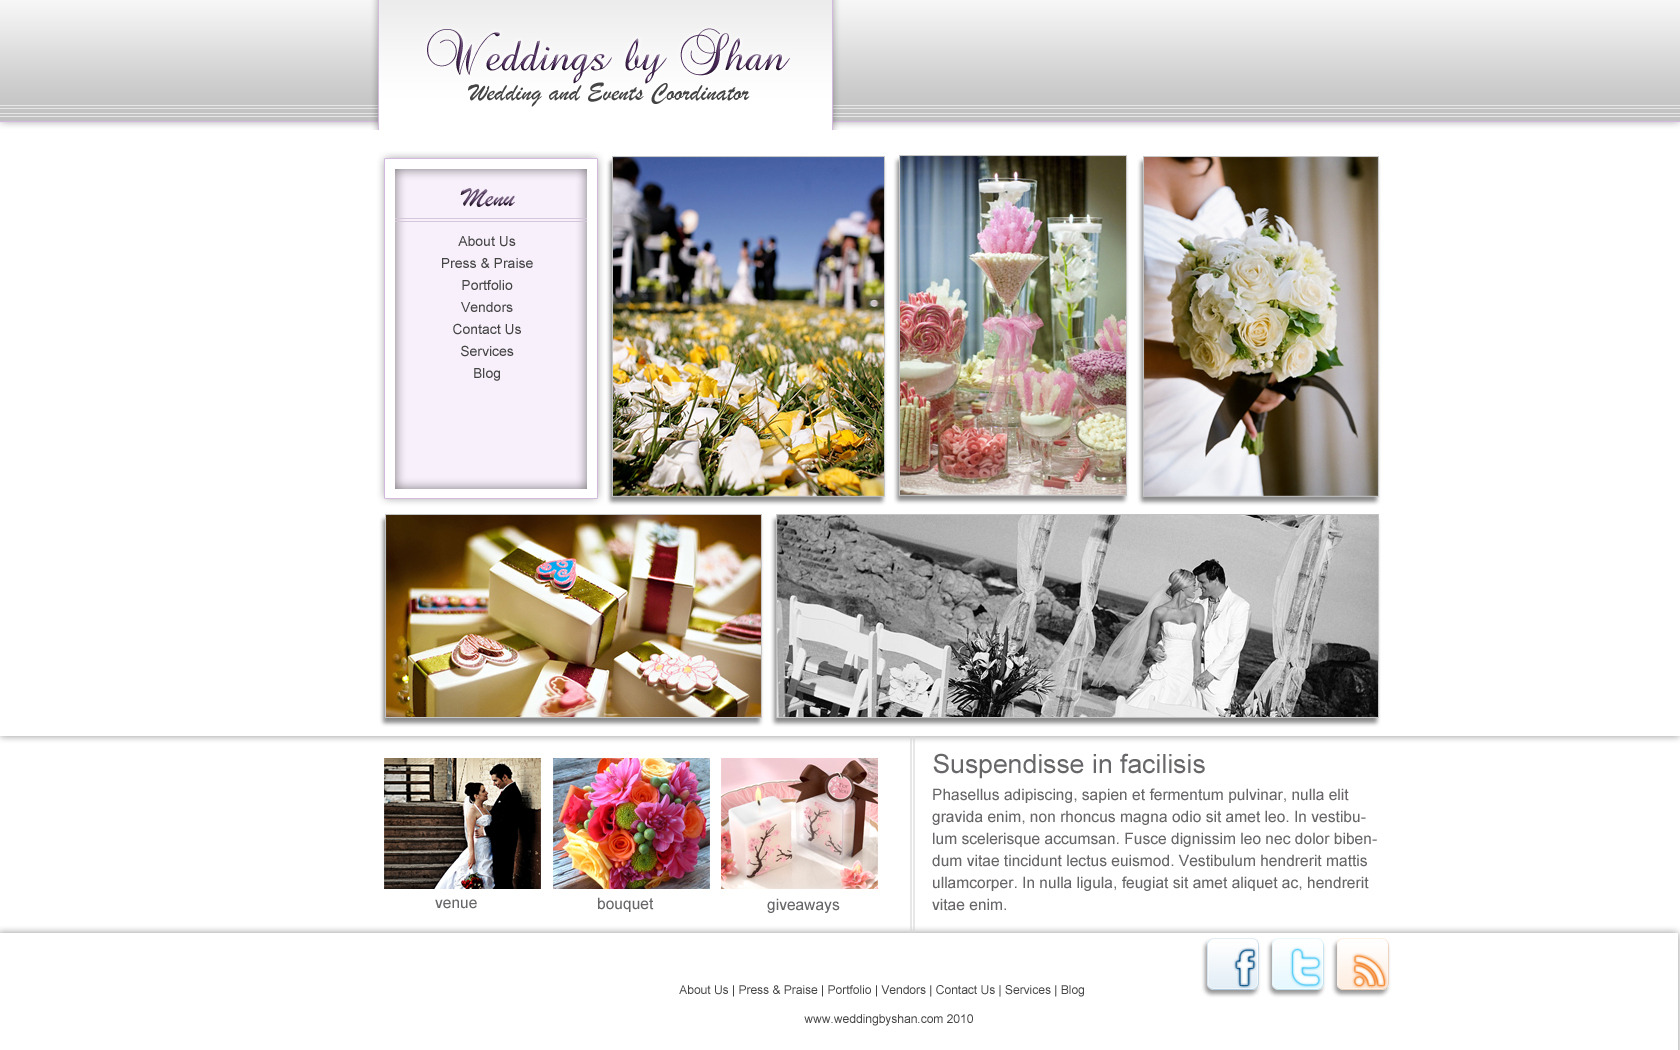 Weddings by Shan
Wedding and Events Coordinator
Menu
About Us
Press & Praise
Portfolio
Vendors
Contact Us
Services
Blog
venue
bouquet
giveaways
Suspendisse in facilisis
Phasellus adipiscing, sapien et fermentum pulvinar, nulla elit
gravida enim, non rhoncus magna odio sit amet leo. In vestibu-
lum scelerisque accumsan. Fusce dignissim leo nec dolor biben-
dum vitae tincidunt lectus euismod. Vestibulum hendrerit mattis
ullamcorper. In nulla ligula, feugiat sit amet aliquet ac, hendrerit
vitae enim.
About Us | Press & Praise | Portfolio | Vendors | Contact Us | Services | Blog
www.weddingbyshan.com 2010